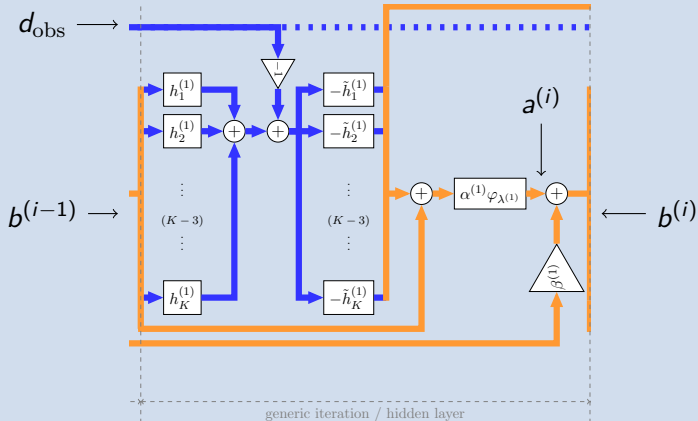 d_obs
−1
h_1^(1)
−h̃_1^(1)
h_2^(1)
+
+
−h̃_2^(1)
a^(i)
⋮
⋮
b^(i−1)
(K − 3)
(K − 3)
+
α^(1)φ_λ^(1)
+
b^(i)
⋮
⋮
β^(1)
h_K^(1)
−h̃_K^(1)
generic iteration / hidden layer